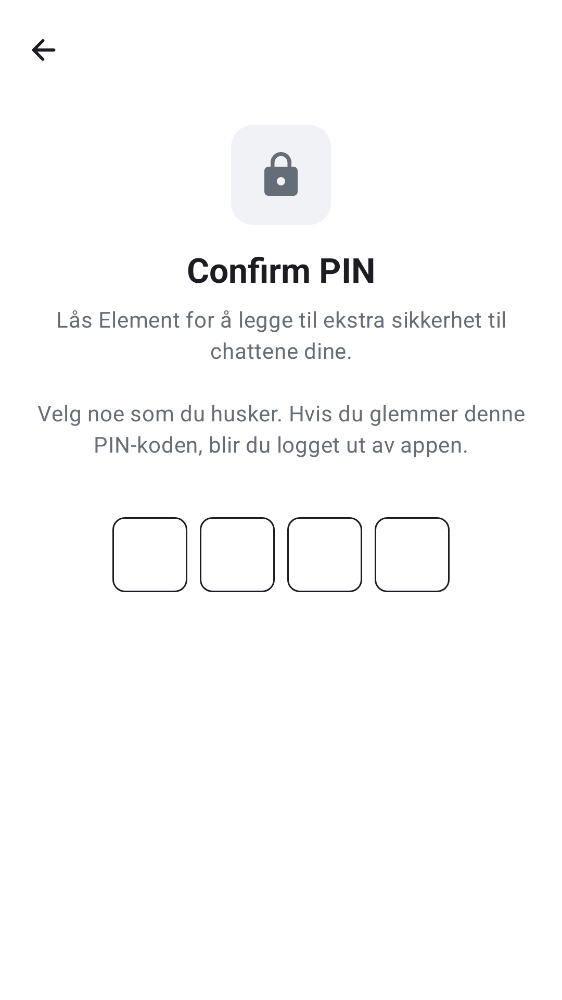 Confirm PIN
Lås Element for å legge til ekstra sikkerhet til
chattene dine.
Velg noe som du husker. Hvis du glemmer denne
PIN-koden, blir du logget ut av appen.